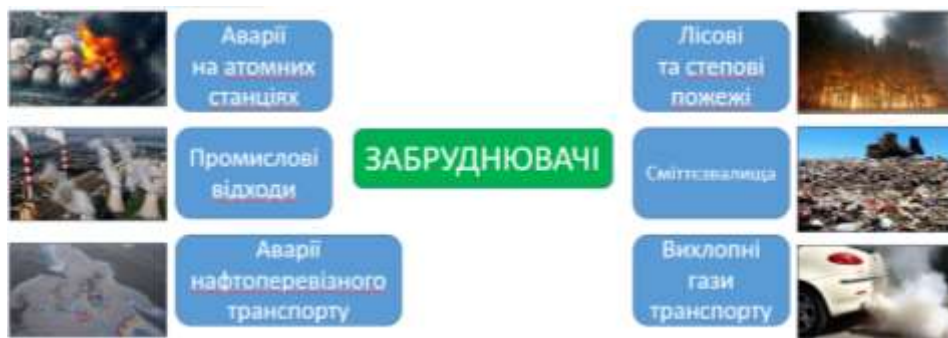 Аварії
на атомних
станціях
Лісові
та степові
пожежі
Промислові
відходи
ЗАБРУДНЮВАЧІ
Сміттєзвалища
Аварії
нафтоперевізного
транспорту
Вихлопні
гази
транспорту